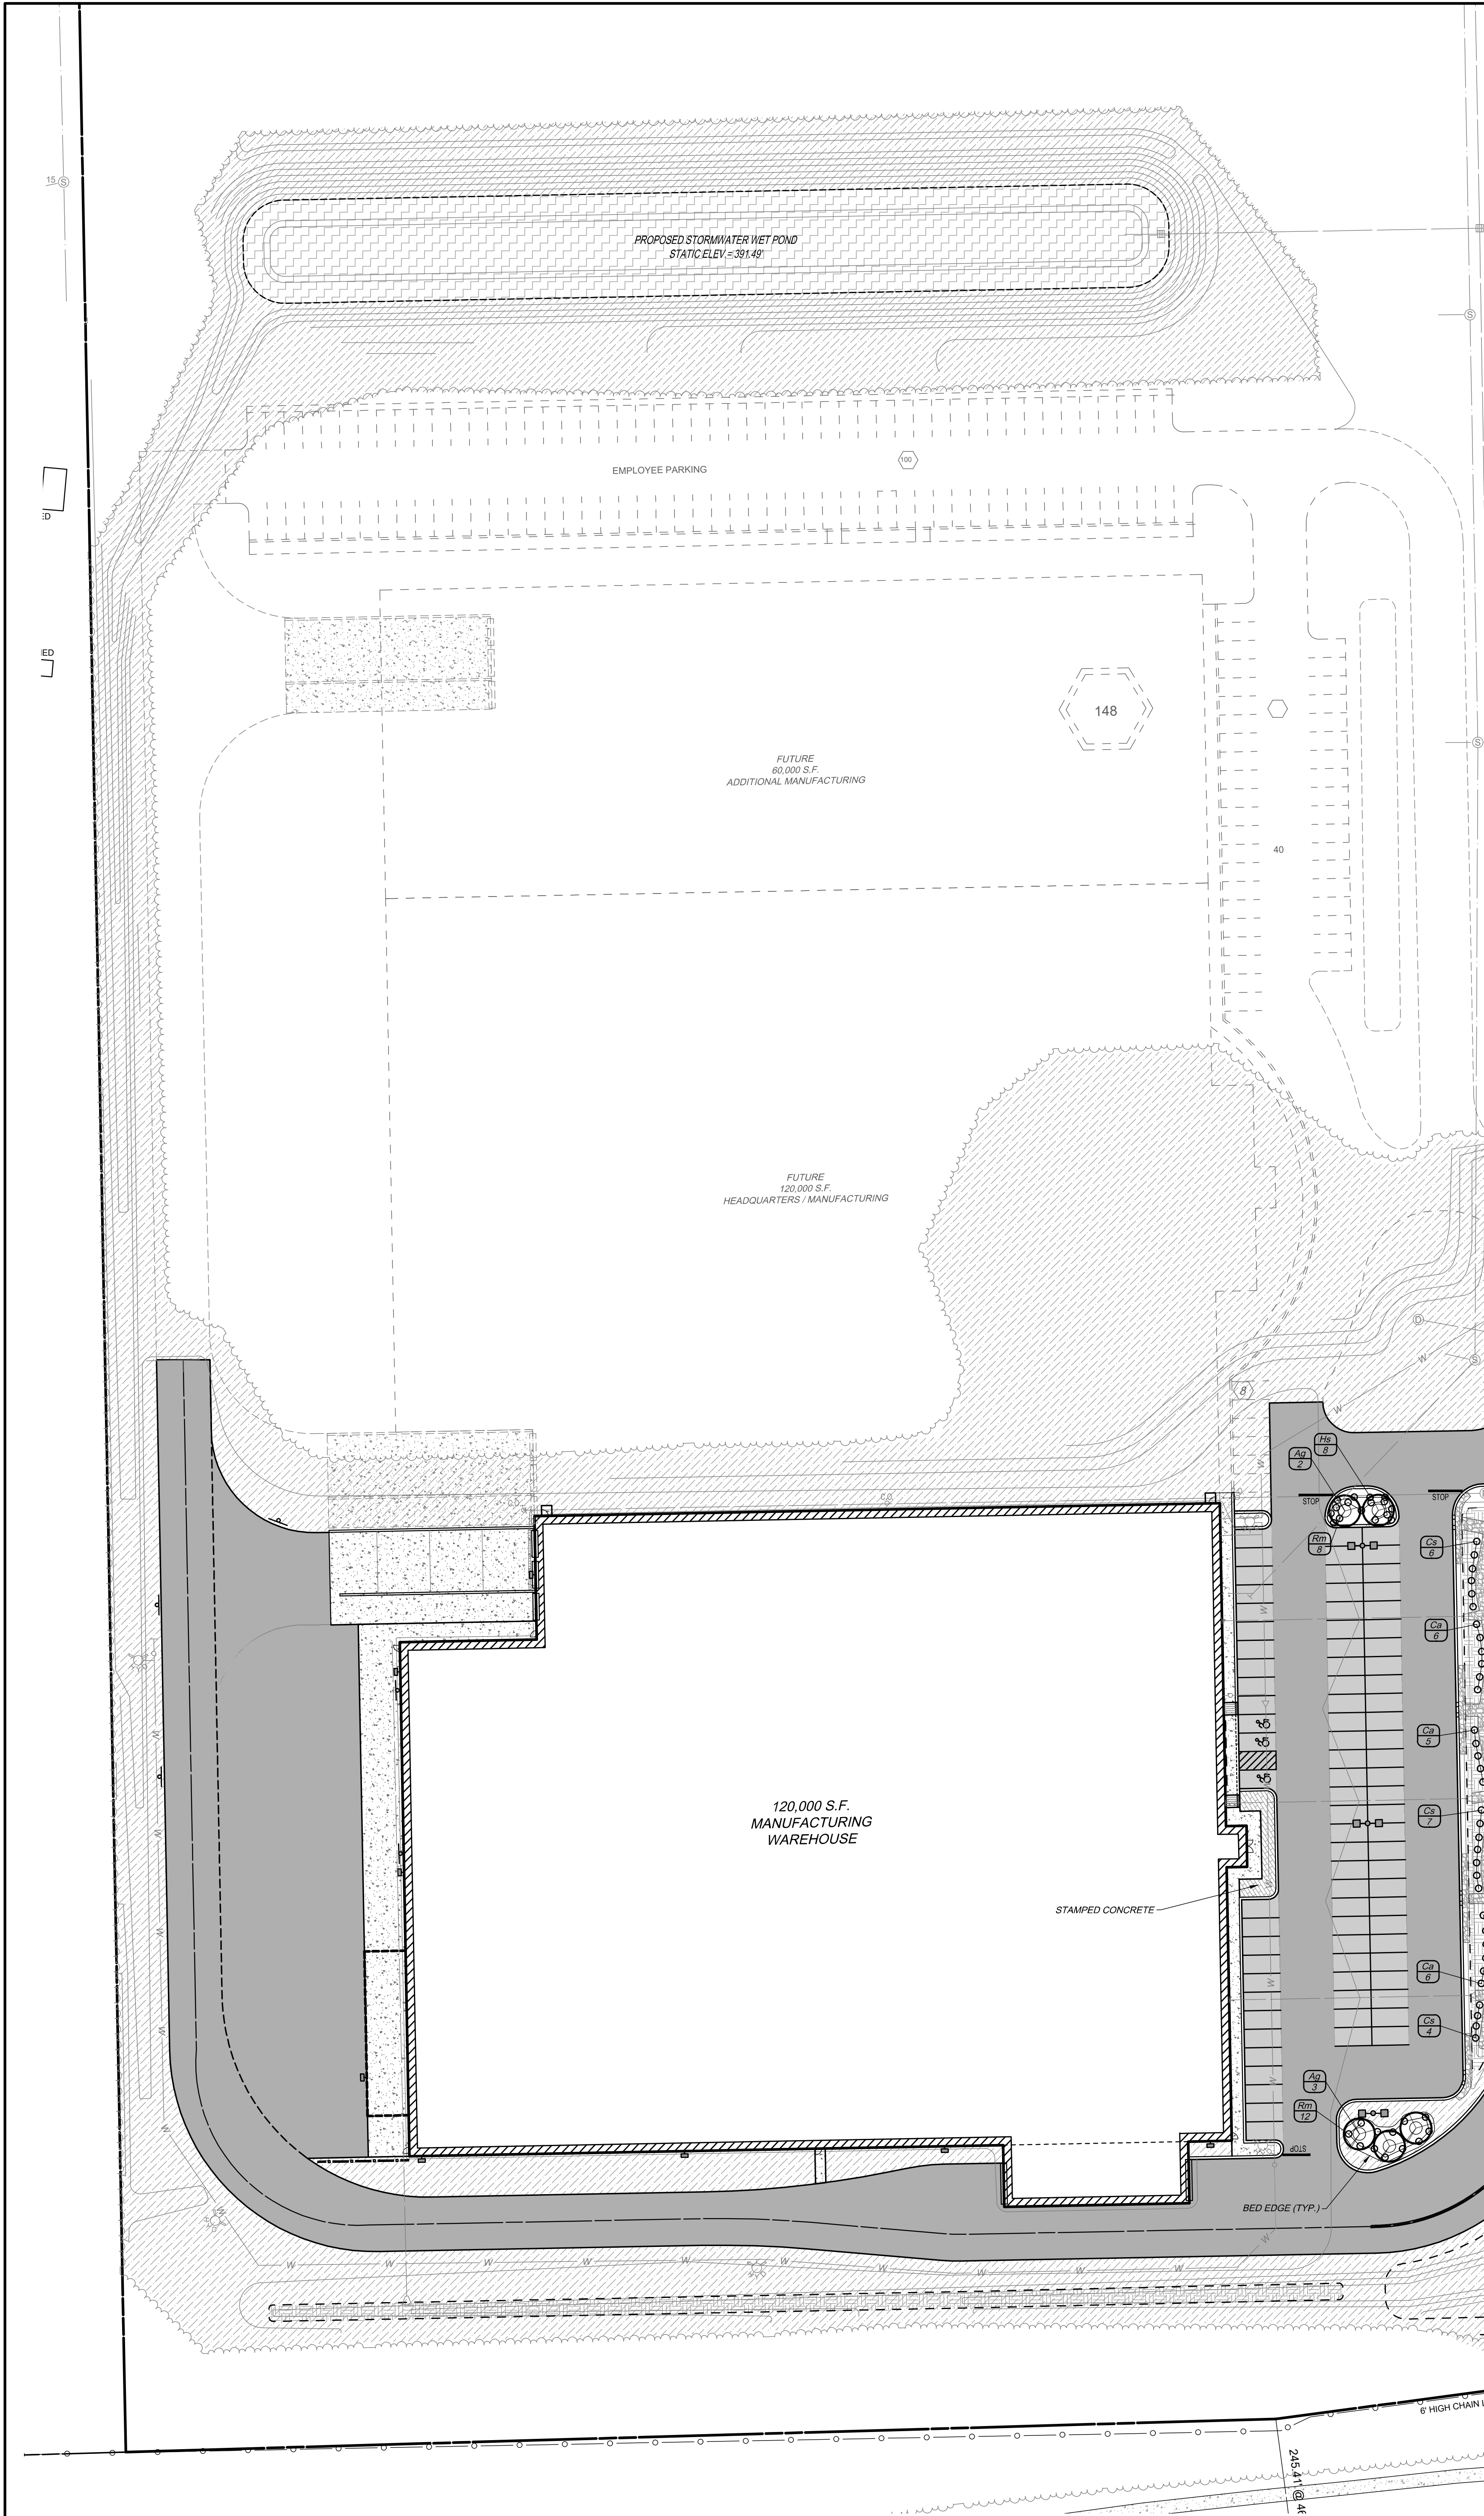 15 S
PROPOSED STORMWATER WET POND
STATIC ELEV.= 391.49'
S
EMPLOYEE PARKING
100
ED
ED
148
S
FUTURE
60,000 S.F.
ADDITIONAL MANUFACTURING
40
FUTURE
120,000 S.F.
HEADQUARTERS / MANUFACTURING
D
W
S
8
W
Hs
8
Ag
2
W
STOP
STOP
C.O.
C.O.
Rm
8
Cs
6
W
Ca
6
W
W
Ca
5
120,000 S.F.
MANUFACTURING
WAREHOUSE
Cs
7
W
W
STAMPED CONCRETE
W
W
Ca
6
W
W
Cs
4
W
Ag
3
Rm
12
W
STOP
BED EDGE (TYP.)
W
W
W
W
W
W
W
W
W
W
W
W
6' HIGH CHAIN L
245.41' @ 46